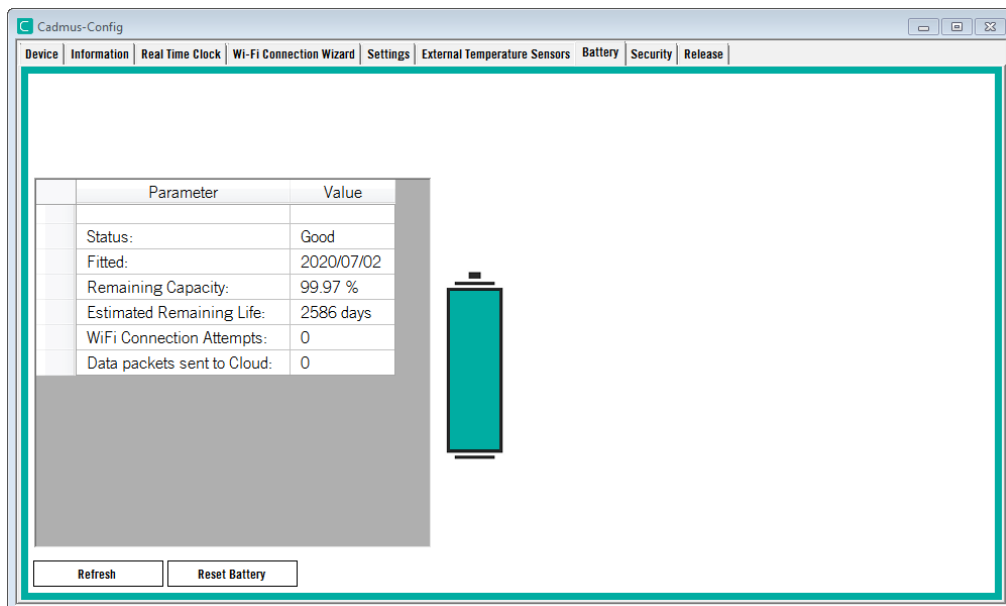 Cadmus-Config
Device Information Real Time Clock Wi-Fi Connection Wizard Settings External Temperature Sensors Battery Security Release
Parameter Value
Status: Good
Fitted: 2020/07/02
Remaining Capacity: 99.97 %
Estimated Remaining Life: 2586 days
WiFi Connection Attempts: 0
Data packets sent to Cloud: 0
Refresh Reset Battery